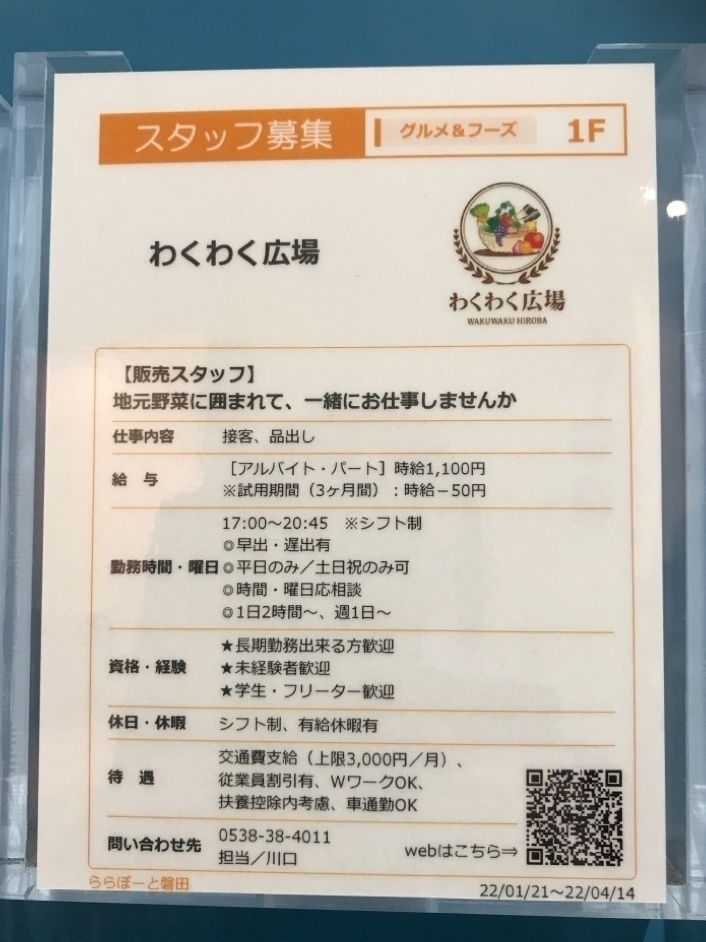 スタッフ募集 グルメ&フーズ 1F
わくわく広場
わくわく広場
WAKUWAKU HIROBA
【販売スタッフ】
地元野菜に囲まれて、一緒にお仕事しませんか
仕事内容 接客、品出し
給 与 [アルバイト・パート] 時給1,100円
※試用期間(3ヶ月間):時給-50円
17:00~20:45 ※シフト制
◎早出・遅出有
勤務時間・曜日 ◎平日のみ/土日祝のみ可
◎時間・曜日応相談
◎1日2時間~、週1日~
★長期勤務出来る方歓迎
資格・経験 ★未経験者歓迎
★学生・フリーター歓迎
休日・休暇 シフト制、有給休暇有
交通費支給(上限3,000円/月)、
待 遇 従業員割引有、WワークOK、
扶養控除内考慮、車通勤OK
問い合わせ先 0538-38-4011
担当/川口
webはこちら⇒
ららぽーと磐田
22/01/21~22/04/14